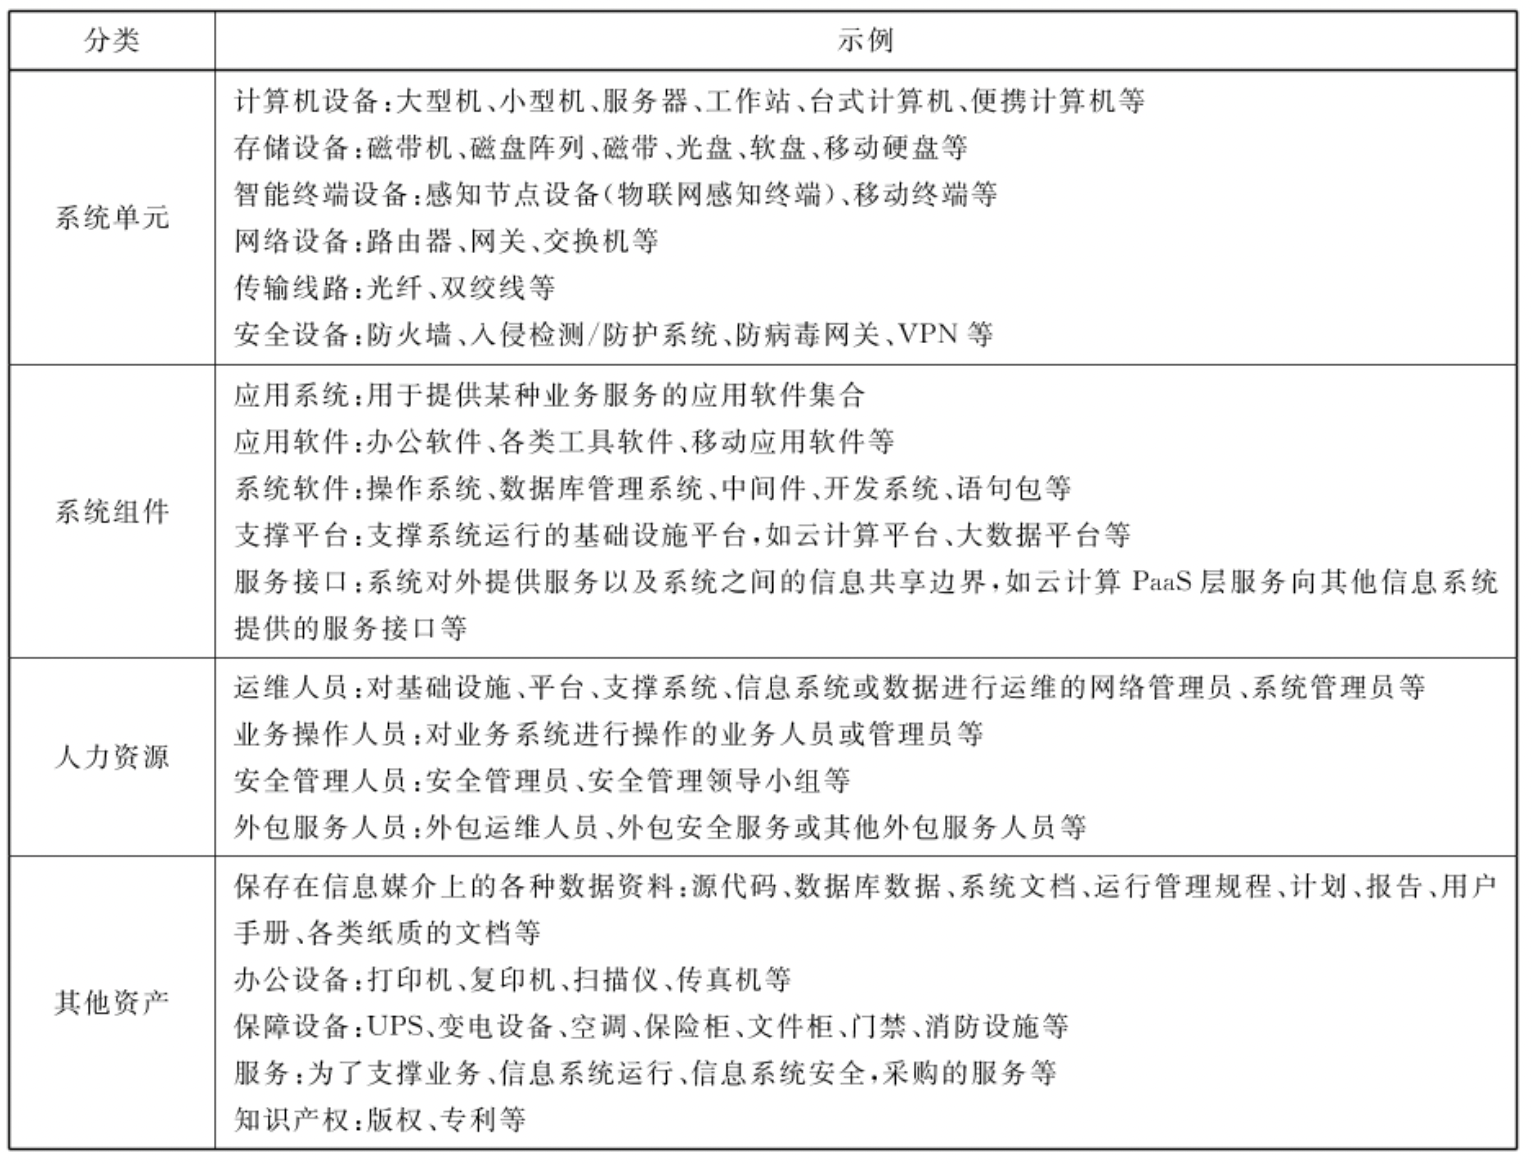 分类
示例
系统单元
计算机设备:大型机、小型机、服务器、工作站、台式计算机、便携计算机等
存储设备:磁带机、磁盘阵列、磁带、光盘、软盘、移动硬盘等
智能终端设备:感知节点设备(物联网感知终端)、移动终端等
网络设备:路由器、网关、交换机等
传输线路:光纤、双绞线等
安全设备:防火墙、入侵检测/防护系统、防病毒网关、VPN 等
系统组件
应用系统:用于提供某种业务服务的应用软件集合
应用软件:办公软件、各类工具软件、移动应用软件等
系统软件:操作系统、数据库管理系统、中间件、开发系统、语句包等
支撑平台:支撑系统运行的基础设施平台,如云计算平台、大数据平台等
服务接口:系统对外提供服务以及系统之间的信息共享边界,如云计算 PaaS 层服务向其他信息系统
提供的服务接口等
人力资源
运维人员:对基础设施、平台、支撑系统、信息系统或数据进行运维的网络管理员、系统管理员等
业务操作人员:对业务系统进行操作的业务人员或管理员等
安全管理人员:安全管理员、安全管理领导小组等
外包服务人员:外包运维人员、外包安全服务或其他外包服务人员等
其他资产
保存在信息媒介上的各种数据资料:源代码、数据库数据、系统文档、运行管理规程、计划、报告、用户
手册、各类纸质的文档等
办公设备:打印机、复印机、扫描仪、传真机等
保障设备:UPS、变电设备、空调、保险柜、文件柜、门禁、消防设施等
服务:为了支撑业务、信息系统运行、信息系统安全,采购的服务等
知识产权:版权、专利等